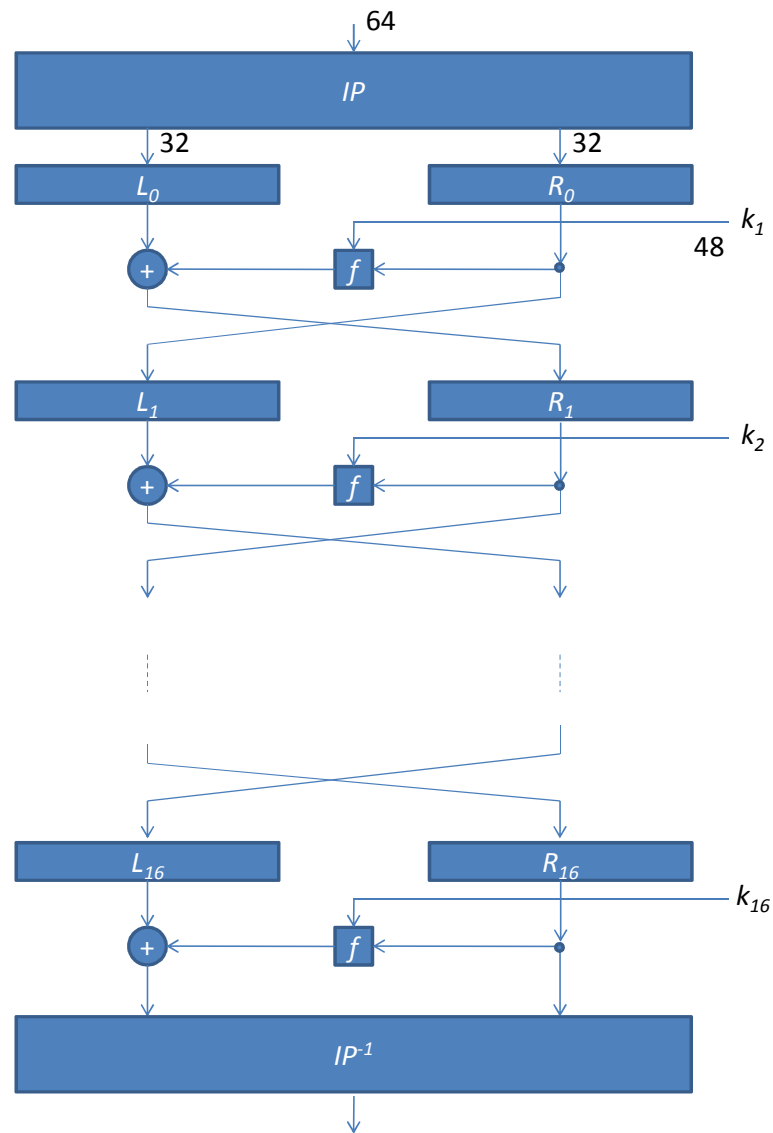 64
IP
32 32
L₀ R₀
k₁
48
+ f
L₁ R₁
k₂
+ f
L₁₆ R₁₆
k₁₆
+ f
IP⁻¹